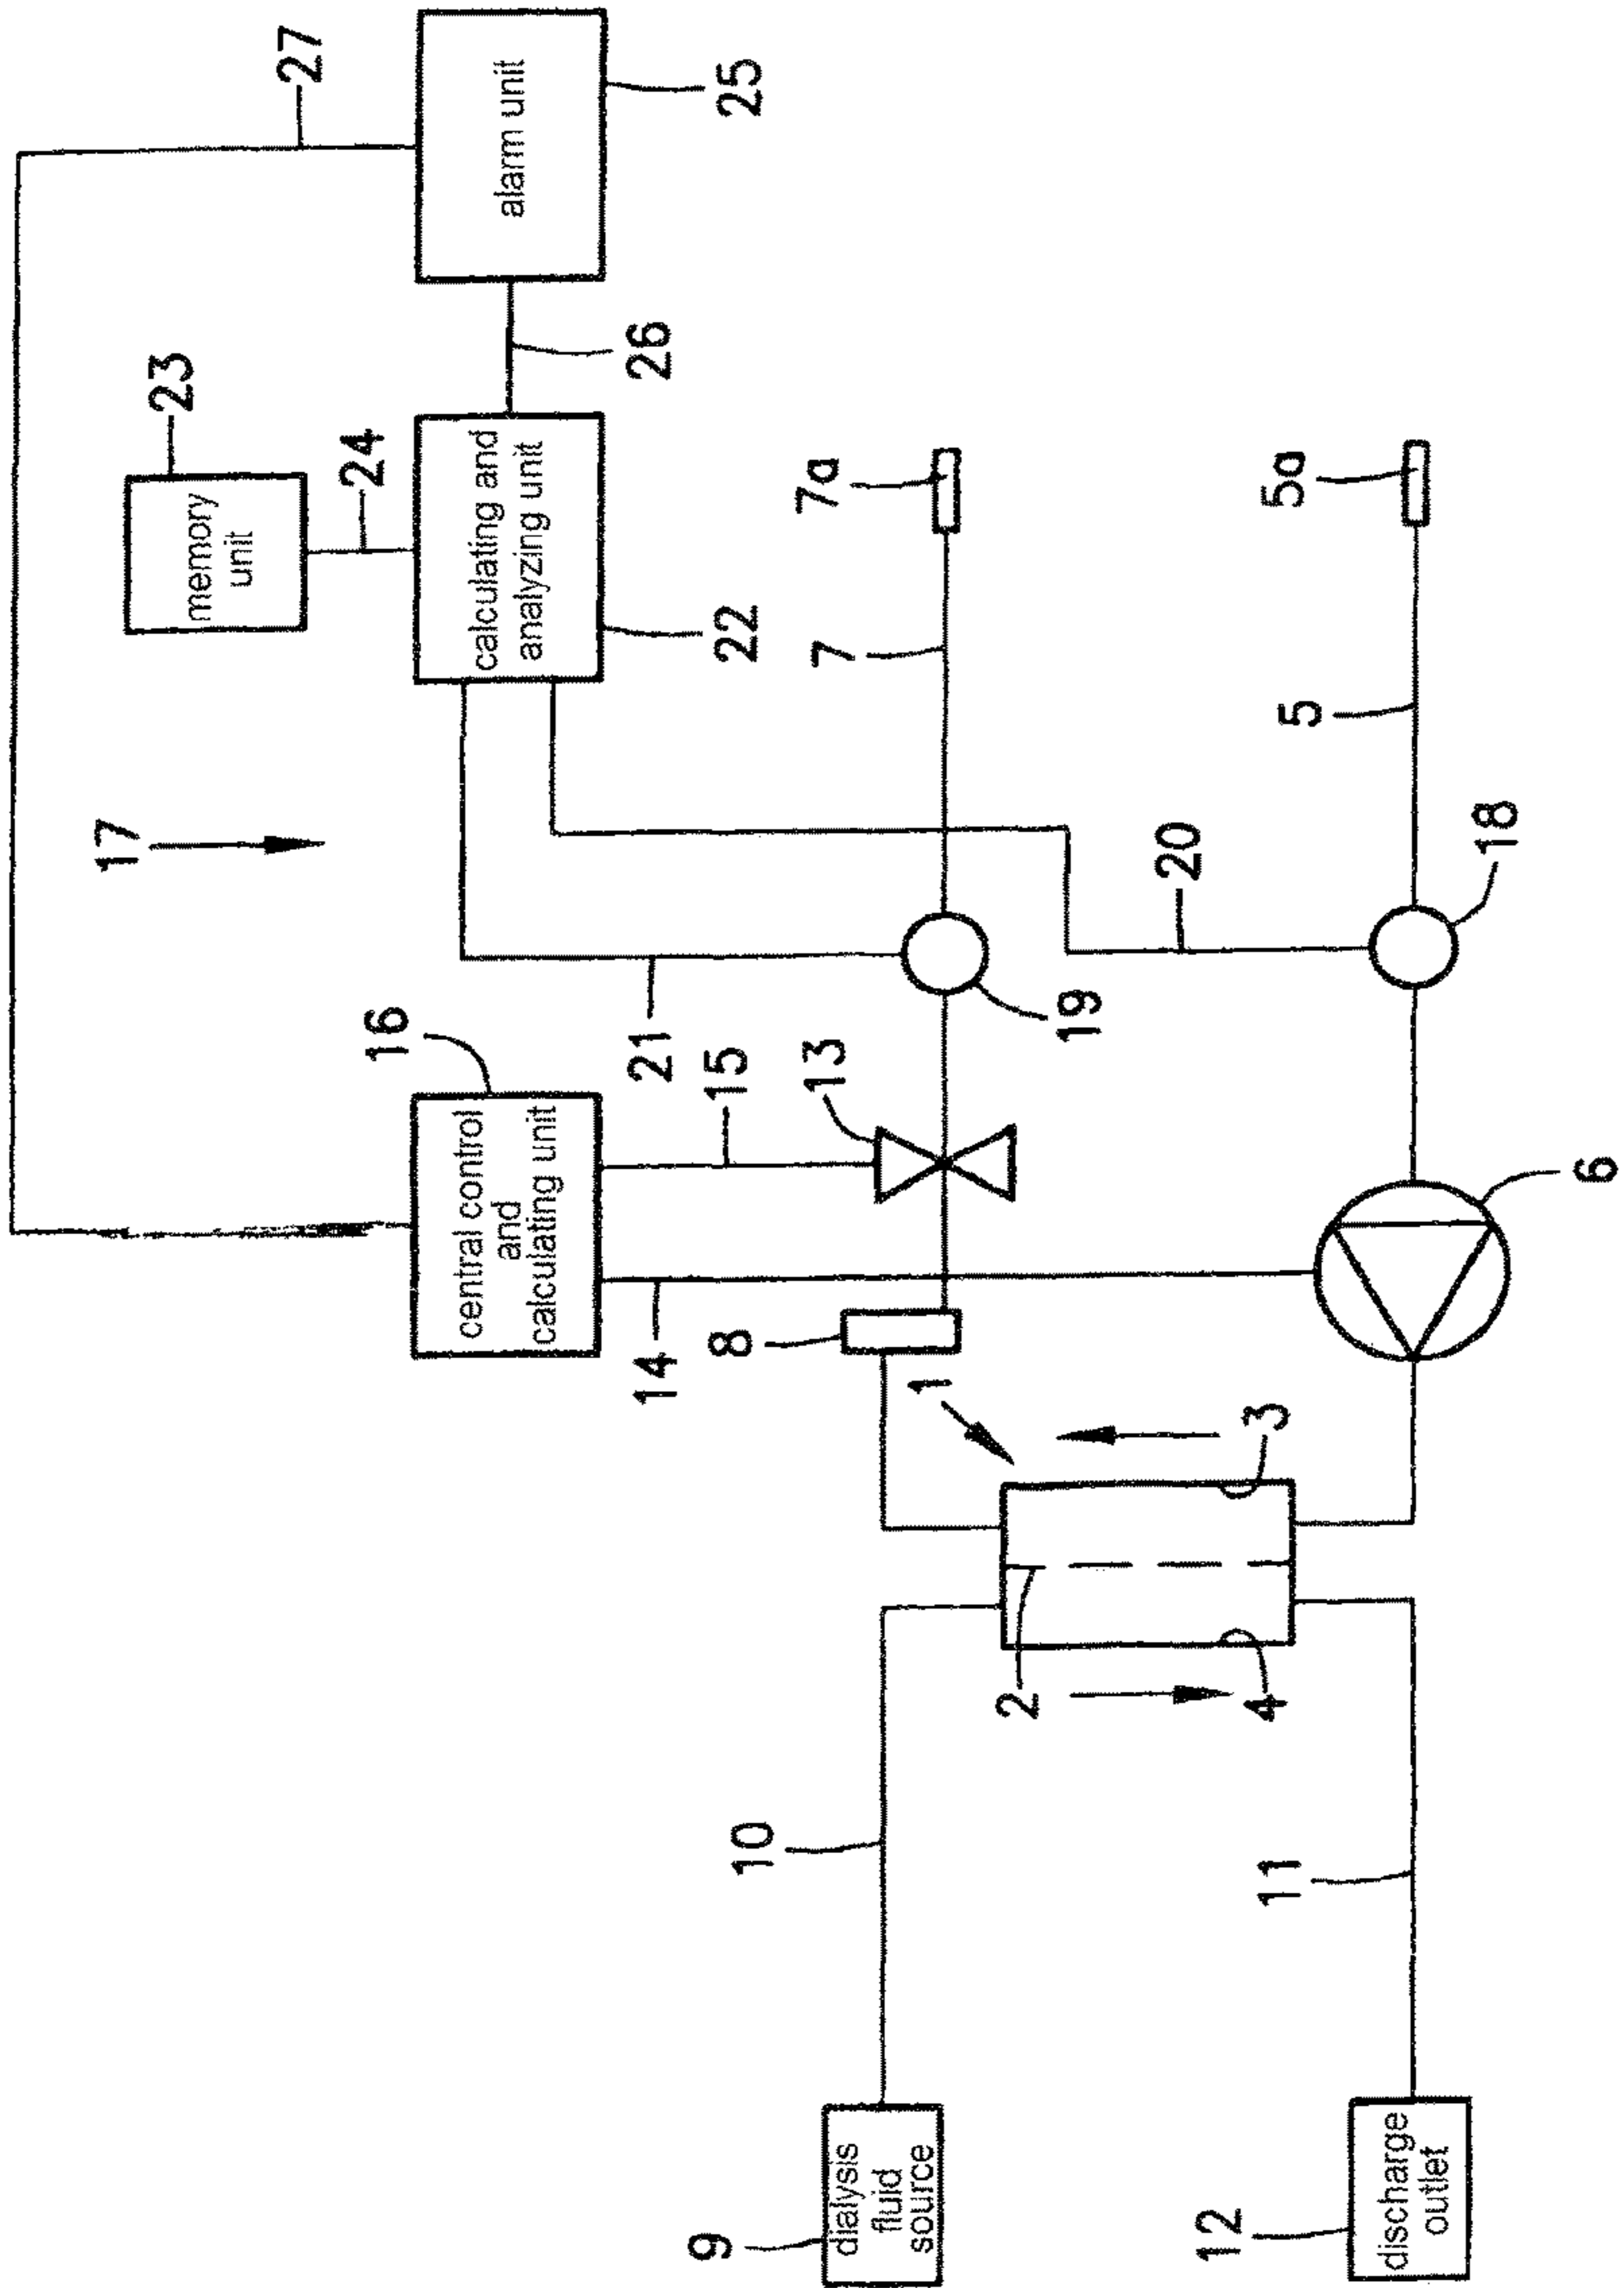 27
alarm unit
25
26
23
memory
unit
24
calculating and
analyzing unit
22
7a
5a
7
5
17
20
18
21
19
16
central control
and
calculating unit
15
13
14
8
1
3
6
2
4
10
11
9
dialysis
fluid
source
12
discharge
outlet